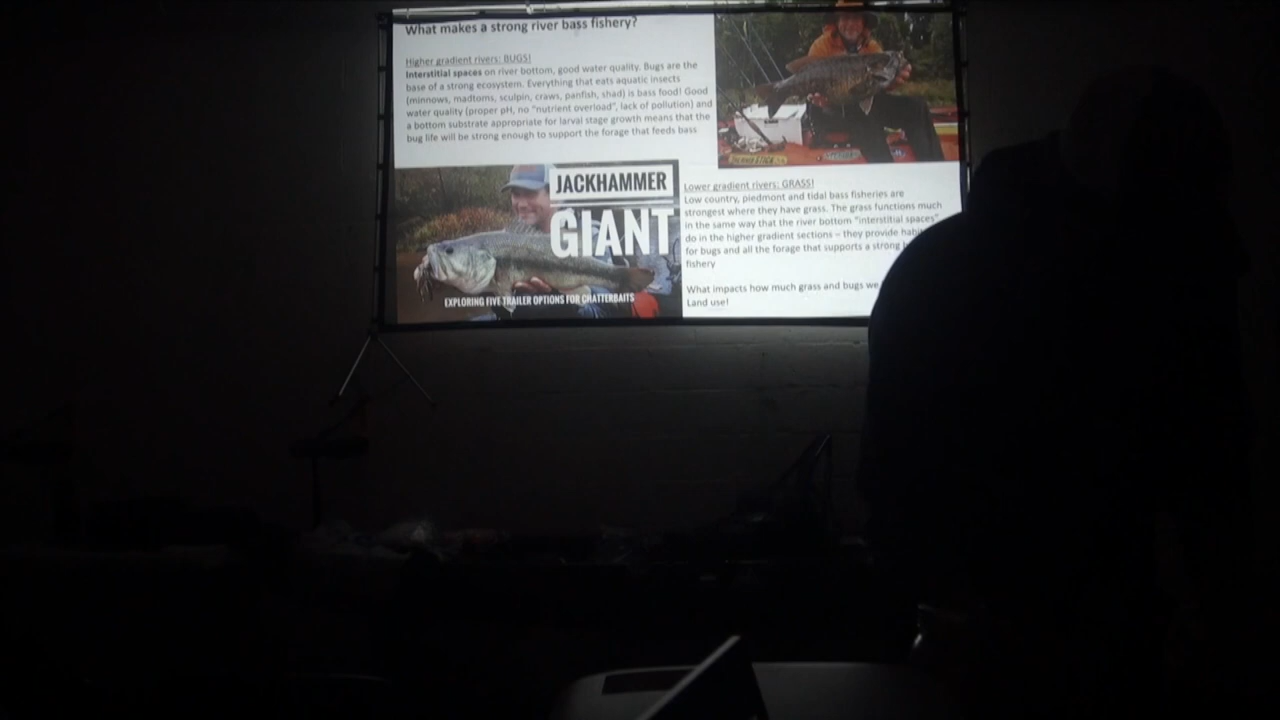 What makes a strong river bass fishery?
Higher gradient rivers: BUGS!
Interstitial spaces on river bottom, good water quality. Bugs are the
base of a strong ecosystem. Everything that eats aquatic insects
(minnows, madtoms, sculpin, craws, panfish, shad) is bass food! Good
water quality (proper pH, no "nutrient overload", lack of pollution) and
a bottom substrate appropriate for larval stage growth means that the
bug life will be strong enough to support the forage that feeds bass
JACKHAMMER
GIANT
EXPLORING FIVE TRAILER OPTIONS FOR CHATTERBAITS
Lower gradient rivers: GRASS!
Low country, piedmont and tidal bass fisheries are
strongest where they have grass. The grass functions much
in the same way that the river bottom "interstitial spaces"
do in the higher gradient sections – they provide
for bugs and all the forage that supports a strong
fishery
What impacts how much grass and bugs we
Land use!